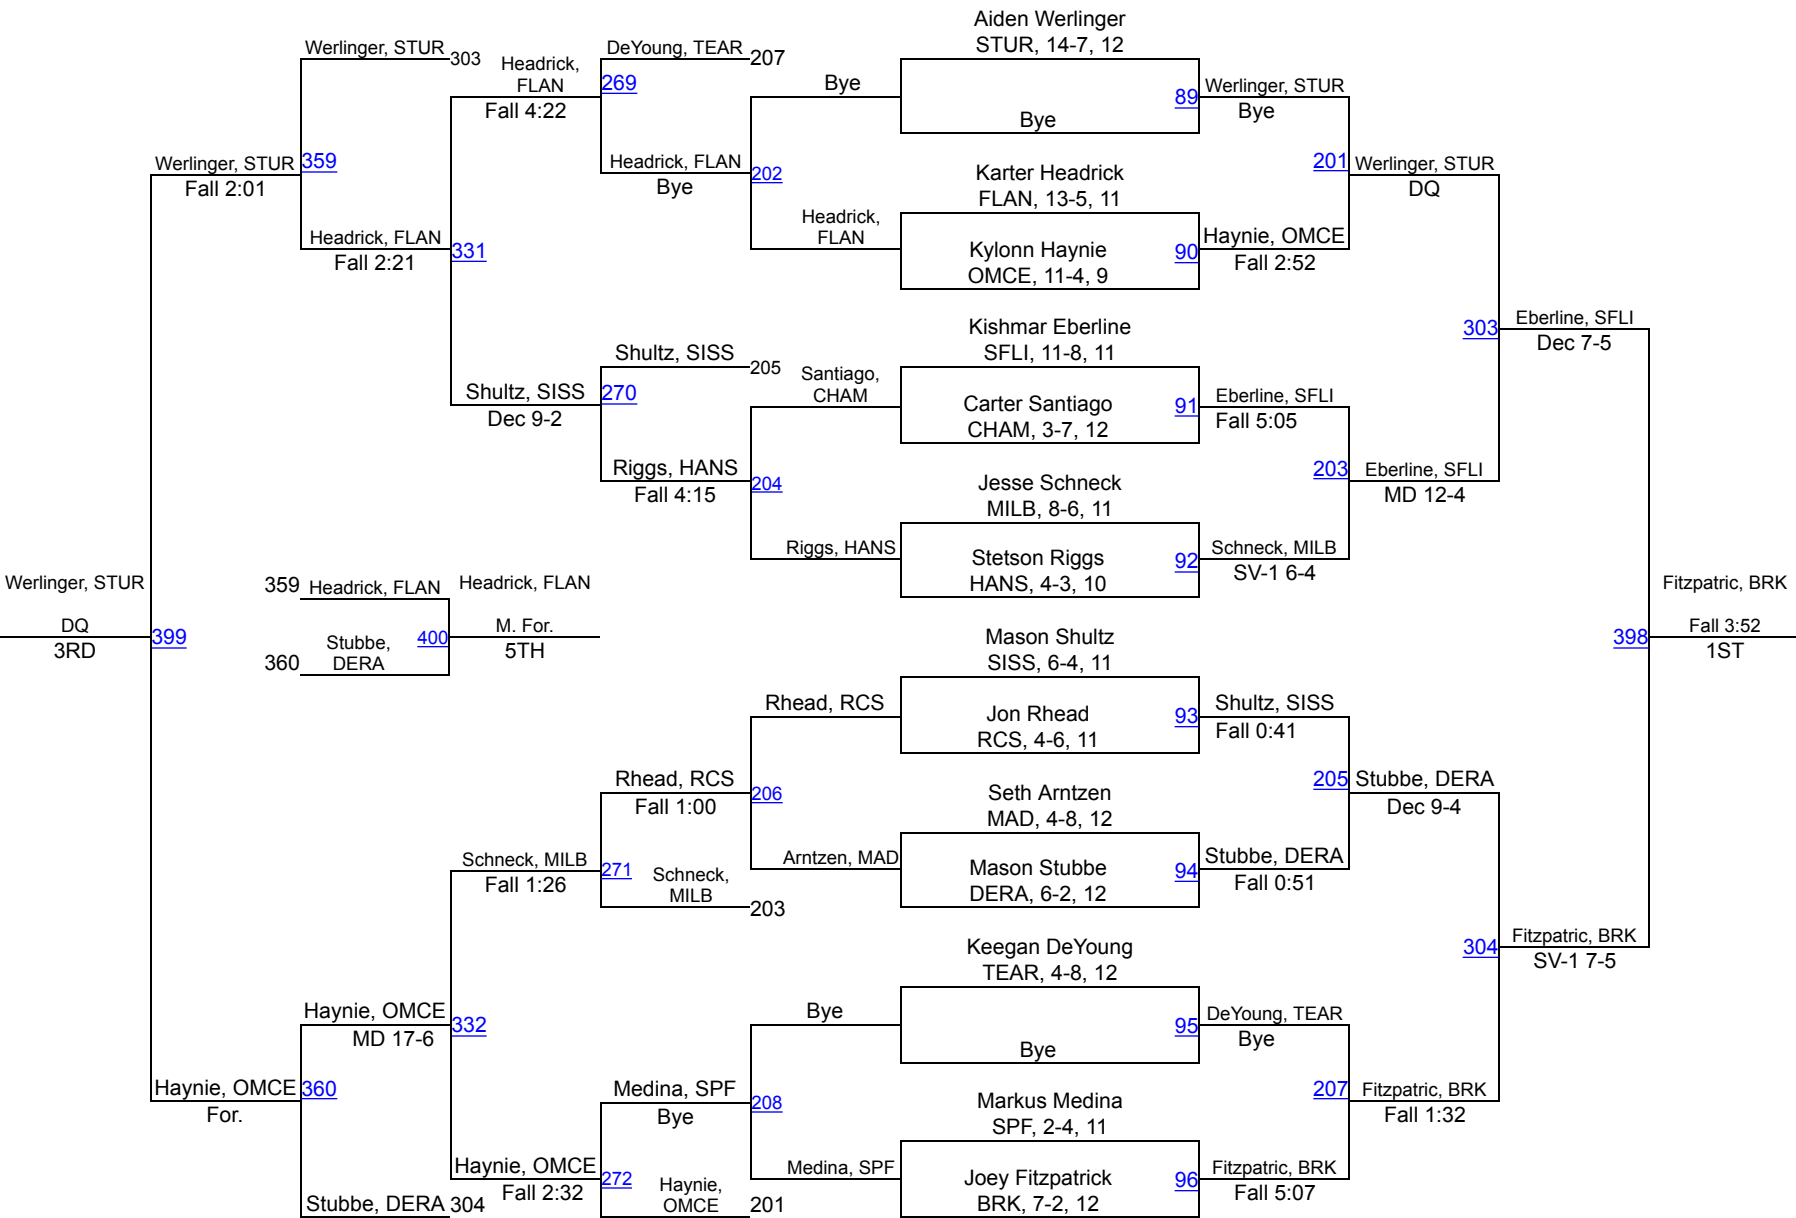 Aiden Werlinger
STUR, 14-7, 12
Werlinger, STUR
303
Headrick,
FLAN
Fall 4:22
DeYoung, TEAR
207
269
Bye
89
Werlinger, STUR
Bye
Bye
Werlinger, STUR
Fall 2:01
359
Headrick, FLAN
Bye
202
Karter Headrick
FLAN, 13-5, 11
201
Werlinger, STUR
DQ
Headrick, FLAN
Fall 2:21
331
Headrick,
FLAN
Kylonn Haynie
OMCE, 11-4, 9
90
Haynie, OMCE
Fall 2:52
Kishmar Eberline
SFLI, 11-8, 11
303
Eberline, SFLI
Dec 7-5
Shultz, SISS
205
Shultz, SISS
Dec 9-2
270
Santiago,
CHAM
Carter Santiago
CHAM, 3-7, 12
91
Eberline, SFLI
Fall 5:05
Riggs, HANS
Fall 4:15
204
Jesse Schneck
MILB, 8-6, 11
203
Eberline, SFLI
MD 12-4
Riggs, HANS
Stetson Riggs
HANS, 4-3, 10
92
Schneck, MILB
SV-1 6-4
Werlinger, STUR
DQ
3RD
399
359
Headrick, FLAN
Headrick, FLAN
360
Stubbe,
DERA
400
M. For.
5TH
Fitzpatric, BRK
398
Fall 3:52
1ST
Mason Shultz
SISS, 6-4, 11
Rhead, RCS
Jon Rhead
RCS, 4-6, 11
93
Shultz, SISS
Fall 0:41
Rhead, RCS
Fall 1:00
206
Seth Arntzen
MAD, 4-8, 12
205
Stubbe, DERA
Dec 9-4
Schneck, MILB
Fall 1:26
271
Schneck,
MILB
203
Arntzen, MAD
Mason Stubbe
DERA, 6-2, 12
94
Stubbe, DERA
Fall 0:51
Keegan DeYoung
TEAR, 4-8, 12
304
Fitzpatric, BRK
SV-1 7-5
Haynie, OMCE
MD 17-6
332
Bye
Bye
95
DeYoung, TEAR
Bye
Haynie, OMCE
For.
360
Medina, SPF
Bye
208
Markus Medina
SPF, 2-4, 11
207
Fitzpatric, BRK
Fall 1:32
Haynie, OMCE
Fall 2:32
272
Haynie,
OMCE
201
Medina, SPF
Joey Fitzpatrick
BRK, 7-2, 12
96
Fitzpatric, BRK
Fall 5:07
Stubbe, DERA
304